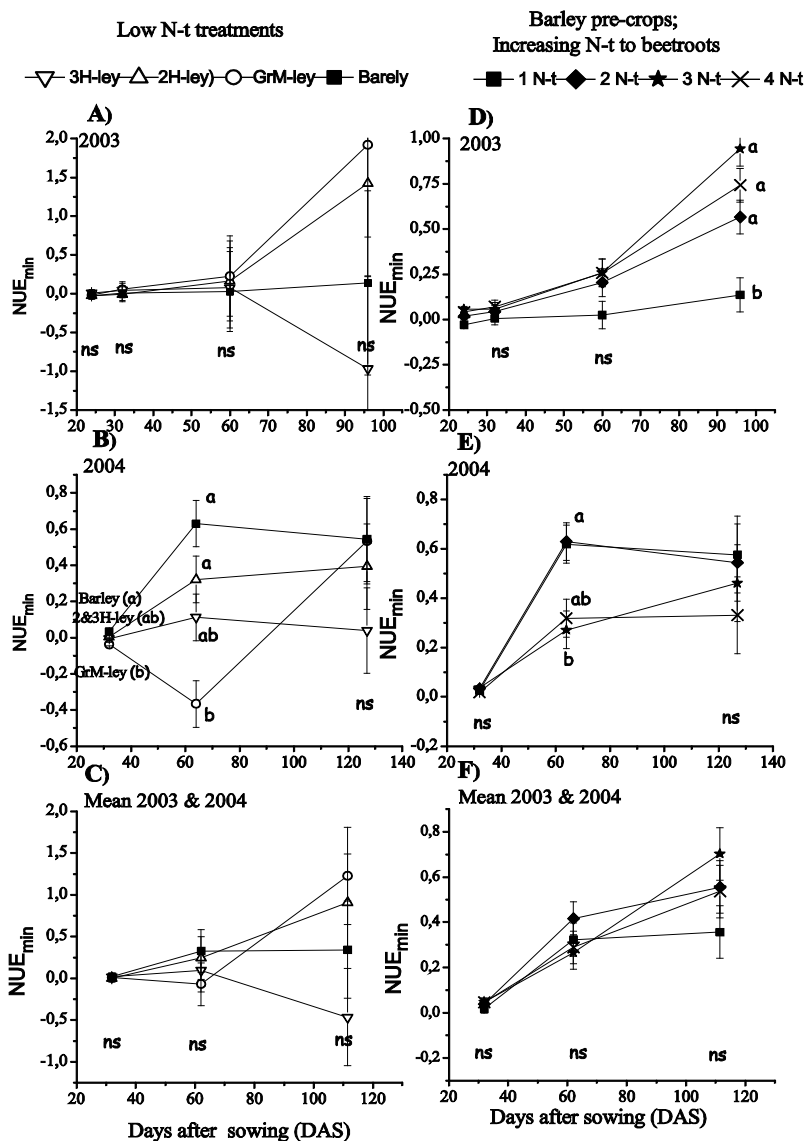 Low N-t treatments
Barley pre-crops;
Increasing N-t to beetroots
3H-ley 2H-ley) GrM-ley Barely
1 N-t 2 N-t 3 N-t 4 N-t
A)
2003
2,0
1,5
1,0
0,5
0,0
-0,5
-1,0
-1,5
NUEmin
ns ns ns ns
20 30 40 50 60 70 80 90 100
D)
2003
1,00
0,75
0,50
0,25
0,00
-0,25
-0,50
NUEmin
a
a
a
b
ns ns
20 30 40 50 60 70 80 90 100
B)
2004
0,8
0,6
0,4
0,2
0,0
-0,2
-0,4
-0,6
NUEmin
a
a
ab
b
Barley (a)
2&3H-ley (ab)
GrM-ley (b)
ns
20 40 60 80 100 120 140
E)
2004
0,8
0,6
0,4
0,2
0,0
-0,2
NUEmin
a
ab
b
ns ns
20 40 60 80 100 120 140
C)
Mean 2003 & 2004
2,0
1,5
1,0
0,5
0,0
-0,5
-1,0
NUEmin
ns ns ns
20 40 60 80 100 120
Days after sowing (DAS)
F)
Mean 2003 & 2004
0,8
0,6
0,4
0,2
0,0
-0,2
NUEmin
ns ns ns
20 40 60 80 100 120
Days after sowing (DAS)